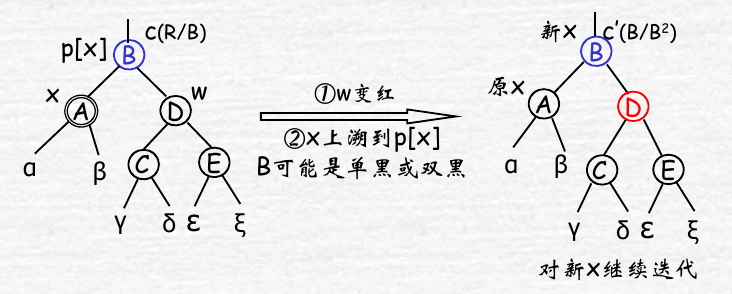 p[x] B c(R/B)
x A D w
C E
α β
γ δ ε ξ
①w变红
②x上溯到p[x]
B可能是单黑或双黑
新x B c'(B/B²)
原x A D
C E
α β
γ δ ε ξ
对新x继续迭代